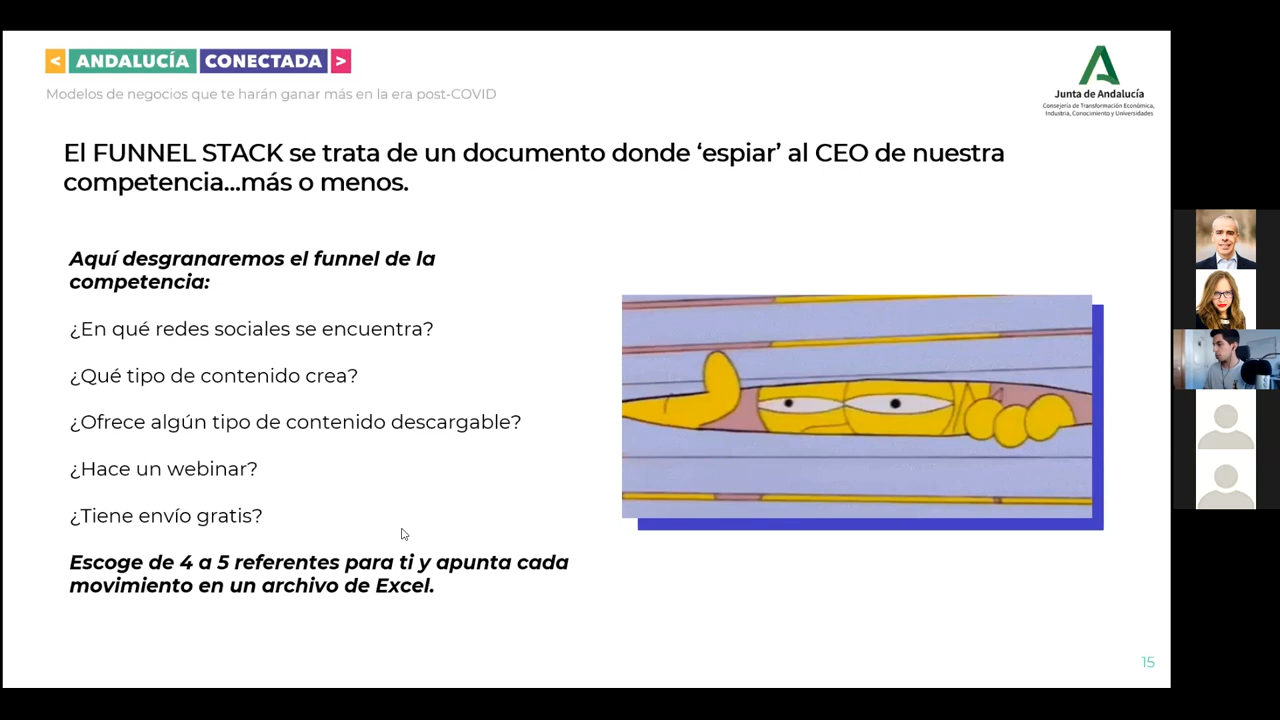 < ANDALUCÍA CONECTADA >
Modelos de negocios que te harán ganar más en la era post-COVID
Junta de Andalucía
Consejería de Transformación Económica,
Industria, Conocimiento y Universidades
El FUNNEL STACK se trata de un documento donde ‘espiar’ al CEO de nuestra
competencia...más o menos.
Aquí desgranaremos el funnel de la
competencia:
¿En qué redes sociales se encuentra?
¿Qué tipo de contenido crea?
¿Ofrece algún tipo de contenido descargable?
¿Hace un webinar?
¿Tiene envío gratis?
Escoge de 4 a 5 referentes para ti y apunta cada
movimiento en un archivo de Excel.
15